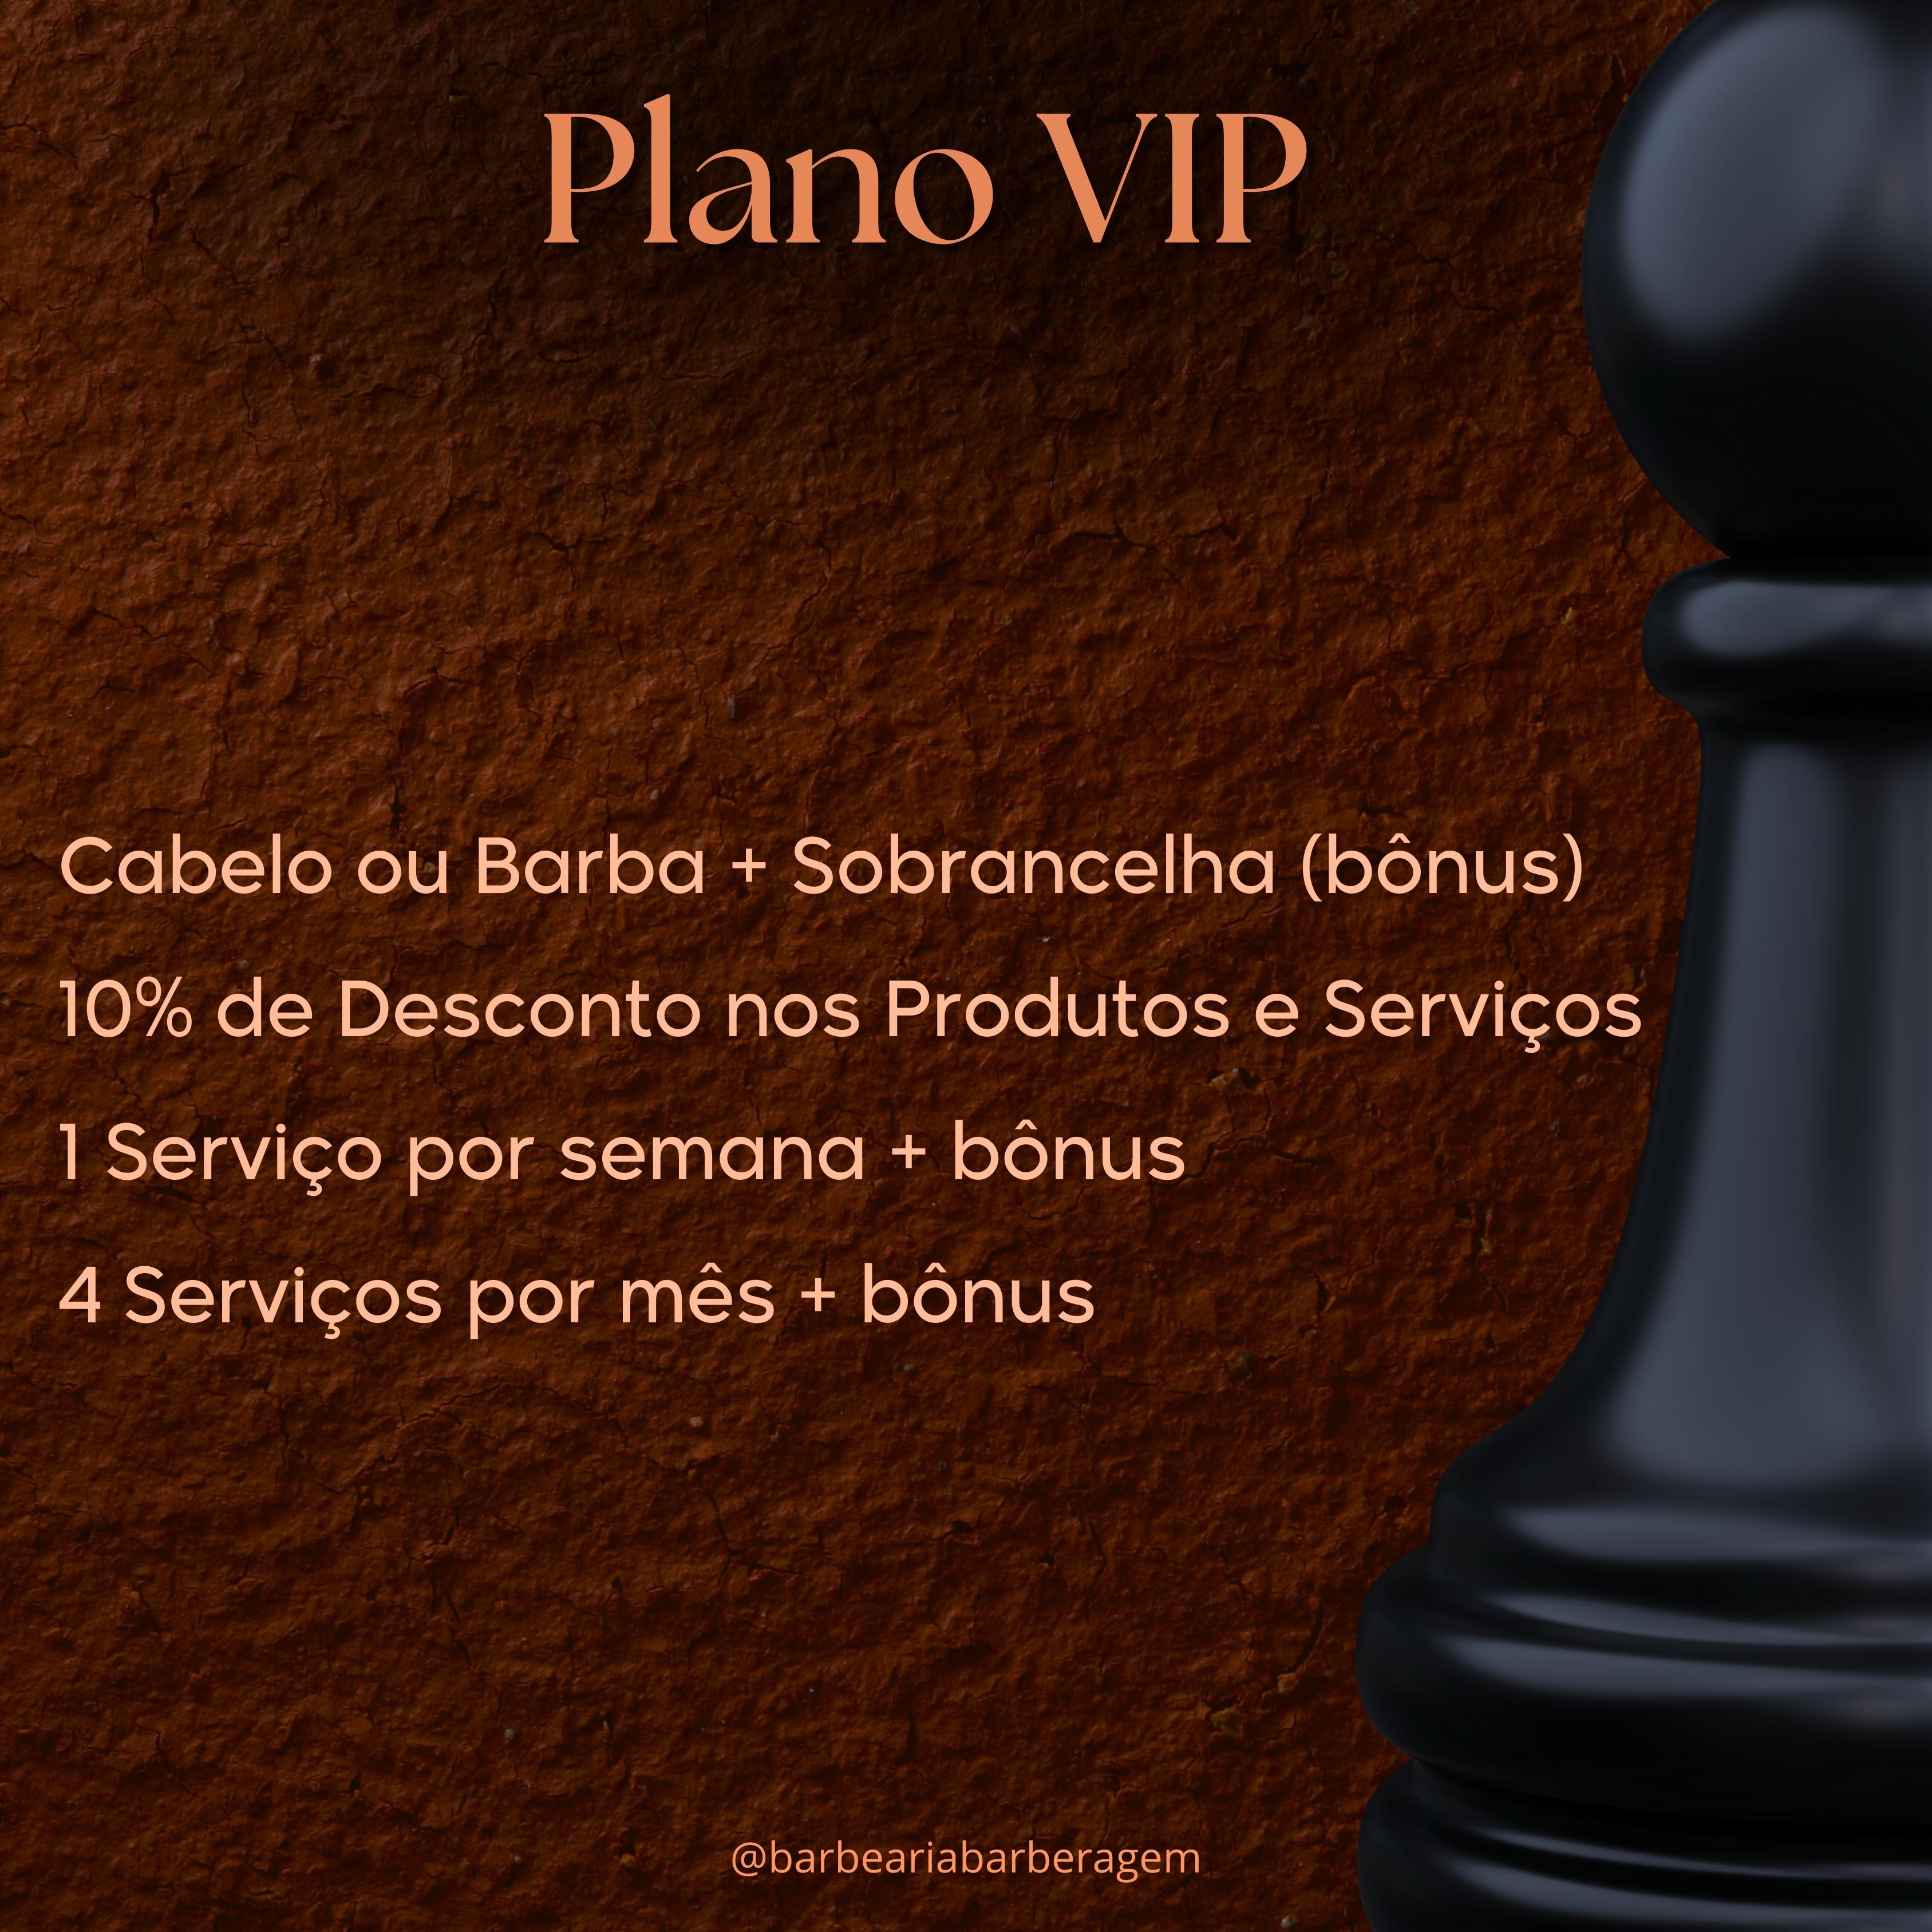 Plano VIP
Cabelo ou Barba + Sobrancelha (bônus)
10% de Desconto nos Produtos e Serviços
1 Serviço por semana + bônus
4 Serviços por mês + bônus
@barbeariabarberagem